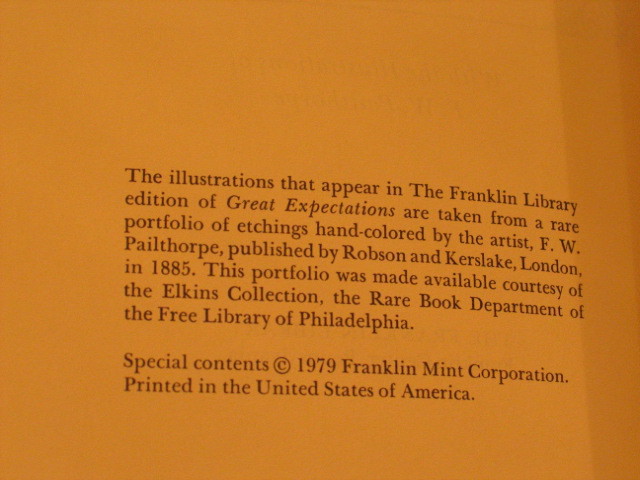 The illustrations that appear in The Franklin Library
edition of Great Expectations are taken from a rare
portfolio of etchings hand-colored by the artist, F. W.
Pailthorpe, published by Robson and Kerslake, London,
in 1885. This portfolio was made available courtesy of
the Elkins Collection, the Rare Book Department of
the Free Library of Philadelphia.
Special contents © 1979 Franklin Mint Corporation.
Printed in the United States of America.